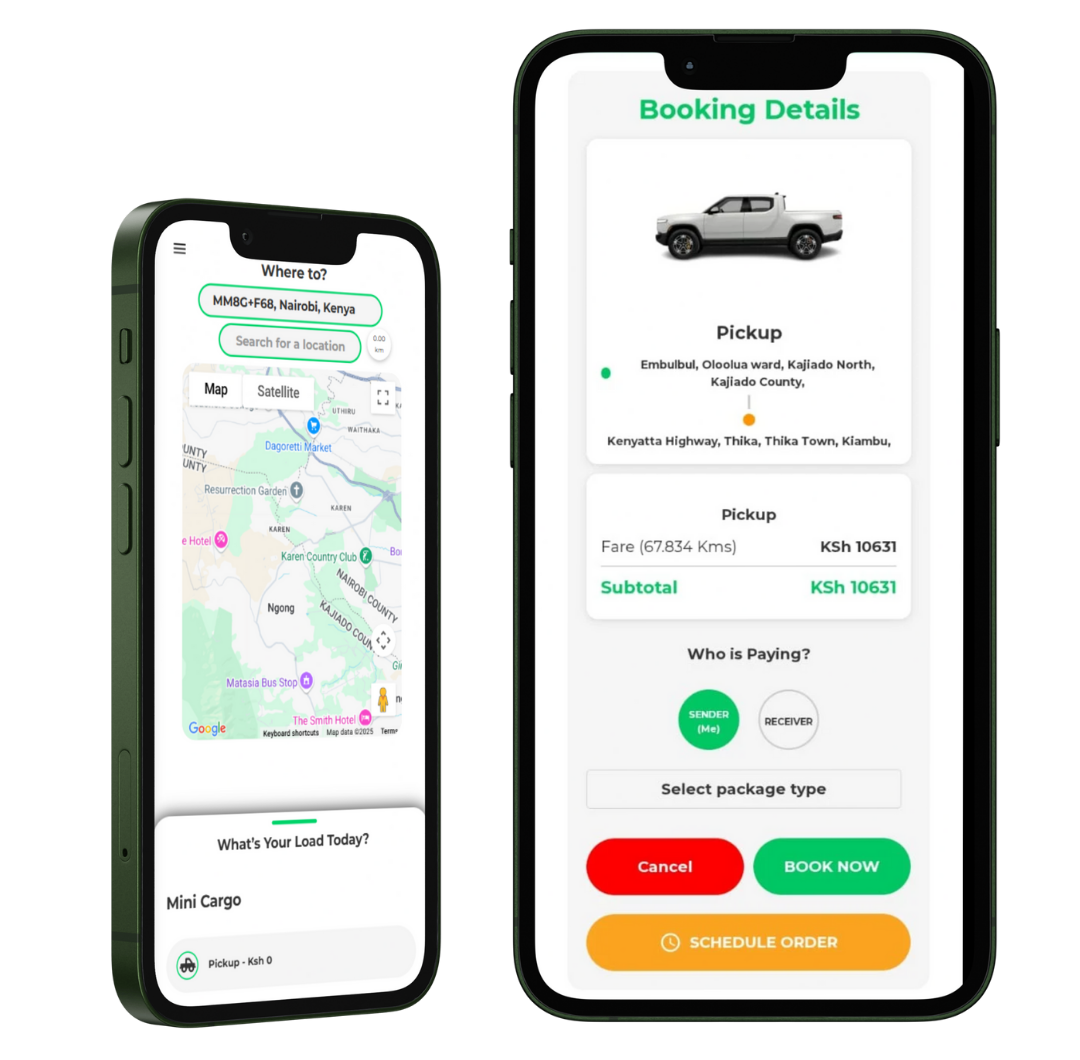 Where to?
MM8G+F68, Nairobi, Kenya
Search for a location
0.00
km
Map
Satellite
UTHIRU
WAITHAKA
Dagoretti Market
UNTY
UNTY
Resurrection Garden
KAREN
KAREN
e Hotel
Karen Country Club
Bo
NAIROBI COUNTY
KAJIADO COUN
Ngong
Matasia Bus Stop
The Smith Hotel
Google
Keyboard shortcuts
Map data ©2025
Terms
What's Your Load Today?
Mini Cargo
Pickup - Ksh 0
Booking Details
Pickup
Embulbul, Oloolua ward, Kajiado North,
Kajiado County,
Kenyatta Highway, Thika, Thika Town, Kiambu,
Pickup
Fare (67.834 Kms) KSh 10631
Subtotal KSh 10631
Who is Paying?
SENDER
(Me)
RECEIVER
Select package type
Cancel
BOOK NOW
SCHEDULE ORDER